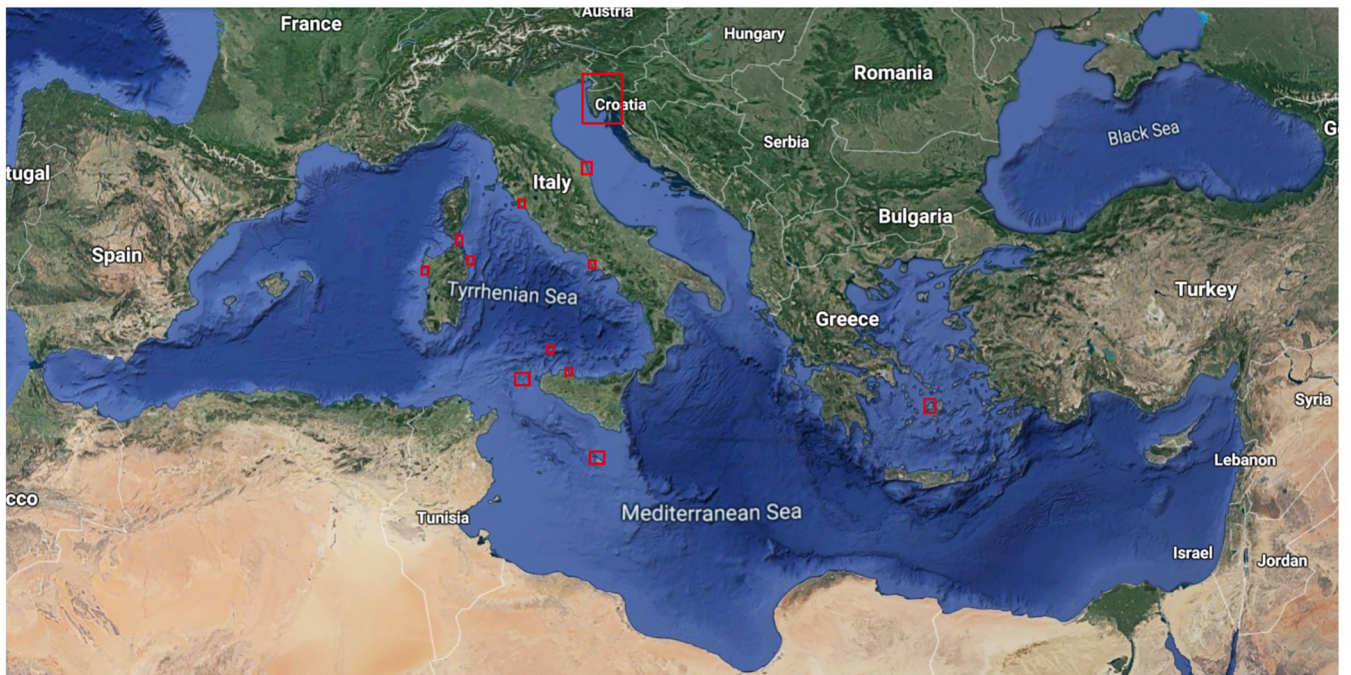 Austria
France
Hungary
Romania
Croatia
Black Sea
G
Serbia
tugal
Italy
Bulgaria
Spain
Turkey
Tyrrhenian Sea
Greece
Syria
Lebanon
cco
Mediterranean Sea
Tunisia
Israel
Jordan